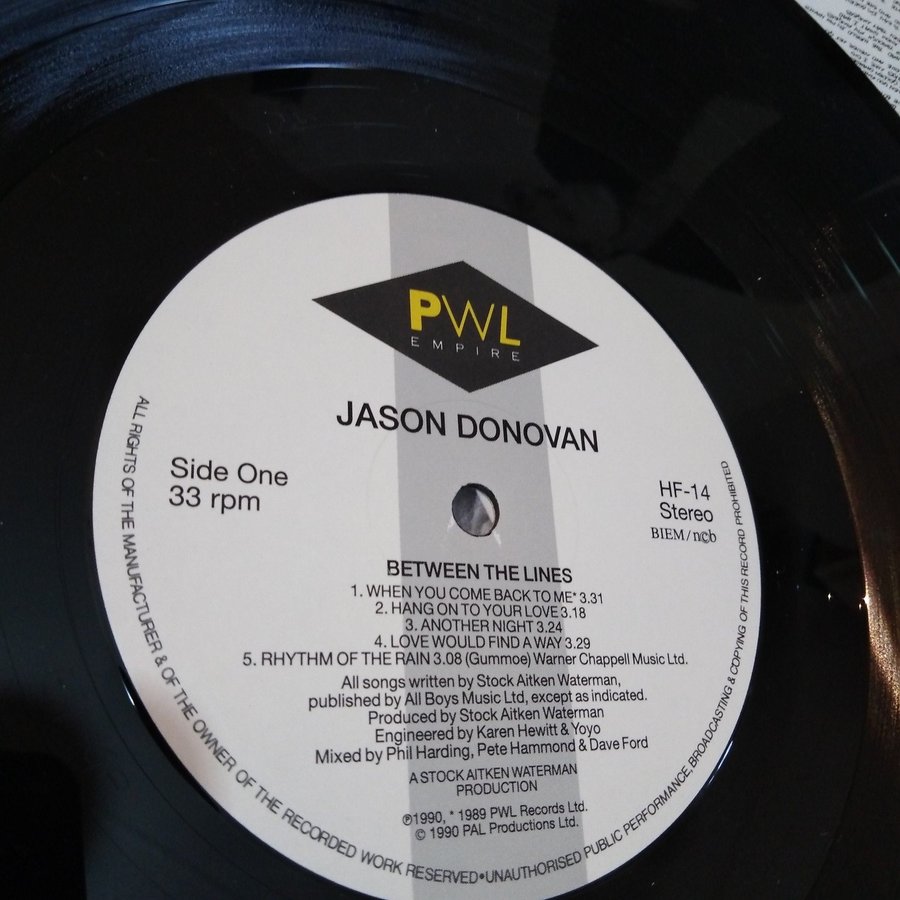 PWL
EMPIRE
JASON DONOVAN
Side One
33 rpm
HF-14
Stereo
BIEM/n©b
BETWEEN THE LINES
1. WHEN YOU COME BACK TO ME* 3.31
2. HANG ON TO YOUR LOVE 3.18
3. ANOTHER NIGHT 3.24
4. LOVE WOULD FIND A WAY 3.29
5. RHYTHM OF THE RAIN 3.08 (Gummoe) Warner Chappell Music Ltd.
All songs written by Stock Aitken Waterman,
published by All Boys Music Ltd, except as indicated.
Produced by Stock Aitken Waterman
Engineered by Karen Hewitt & Yoyo
Mixed by Phil Harding, Pete Hammond & Dave Ford
A STOCK AITKEN WATERMAN
PRODUCTION
℗1990, * 1989 PWL Records Ltd.
© 1990 PAL Productions Ltd.
ALL RIGHTS OF THE MANUFACTURER & OF THE OWNER OF THE RECORDED WORK RESERVED•UNAUTHORISED PUBLIC PERFORMANCE, BROADCASTING & COPYING OF THIS RECORD PROHIBITED